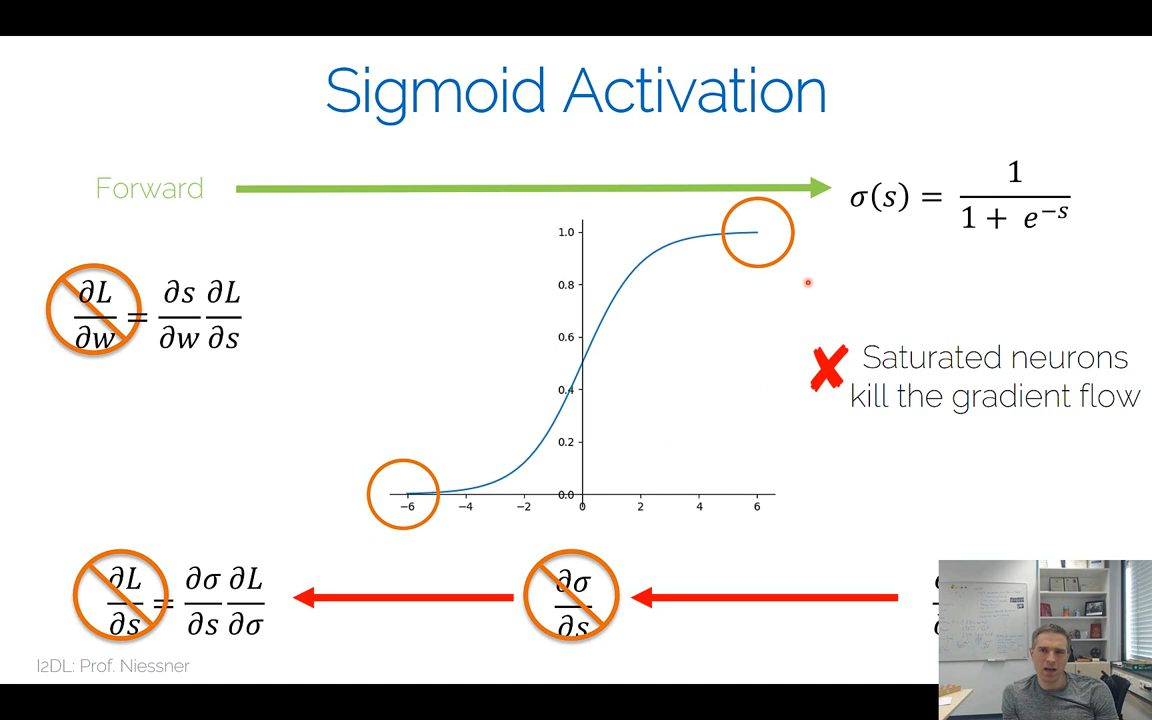 Sigmoid Activation
Forward
σ(s) = 1 / (1 + e^{−s})
1.0
0.8
0.6
0.4
0.2
0.0
−6 −4 −2 0 2 4 6
∂L/∂w = ∂s/∂w ∂L/∂s
Saturated neurons
kill the gradient flow
∂L/∂s = ∂σ/∂s ∂L/∂σ
∂σ/∂s
I2DL: Prof. Niessner